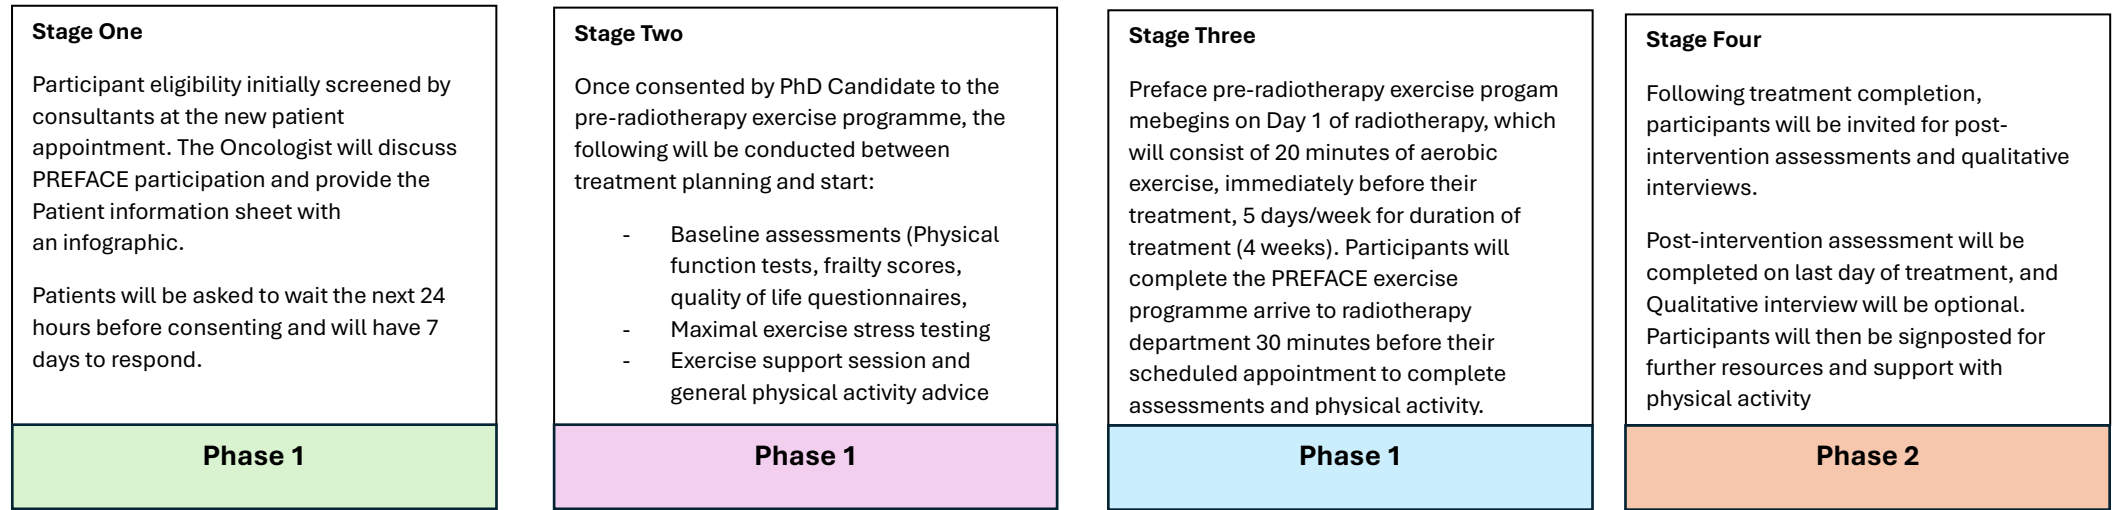 Stage One
Participant eligibility initially screened by
consultants at the new patient
appointment. The Oncologist will discuss
PREFACE participation and provide the
Patient information sheet with
an infographic.
Patients will be asked to wait the next 24
hours before consenting and will have 7
days to respond.
Phase 1
Stage Two
Once consented by PhD Candidate to the
pre-radiotherapy exercise programme, the
following will be conducted between
treatment planning and start:
- Baseline assessments (Physical
function tests, frailty scores,
quality of life questionnaires,
- Maximal exercise stress testing
- Exercise support session and
general physical activity advice
Phase 1
Stage Three
Preface pre-radiotherapy exercise progam
mebegins on Day 1 of radiotherapy, which
will consist of 20 minutes of aerobic
exercise, immediately before their
treatment, 5 days/week for duration of
treatment (4 weeks). Participants will
complete the PREFACE exercise
programme arrive to radiotherapy
department 30 minutes before their
scheduled appointment to complete
assessments and physical activity.
Phase 1
Stage Four
Following treatment completion,
participants will be invited for post-
intervention assessments and qualitative
interviews.
Post-intervention assessment will be
completed on last day of treatment, and
Qualitative interview will be optional.
Participants will then be signposted for
further resources and support with
physical activity
Phase 2